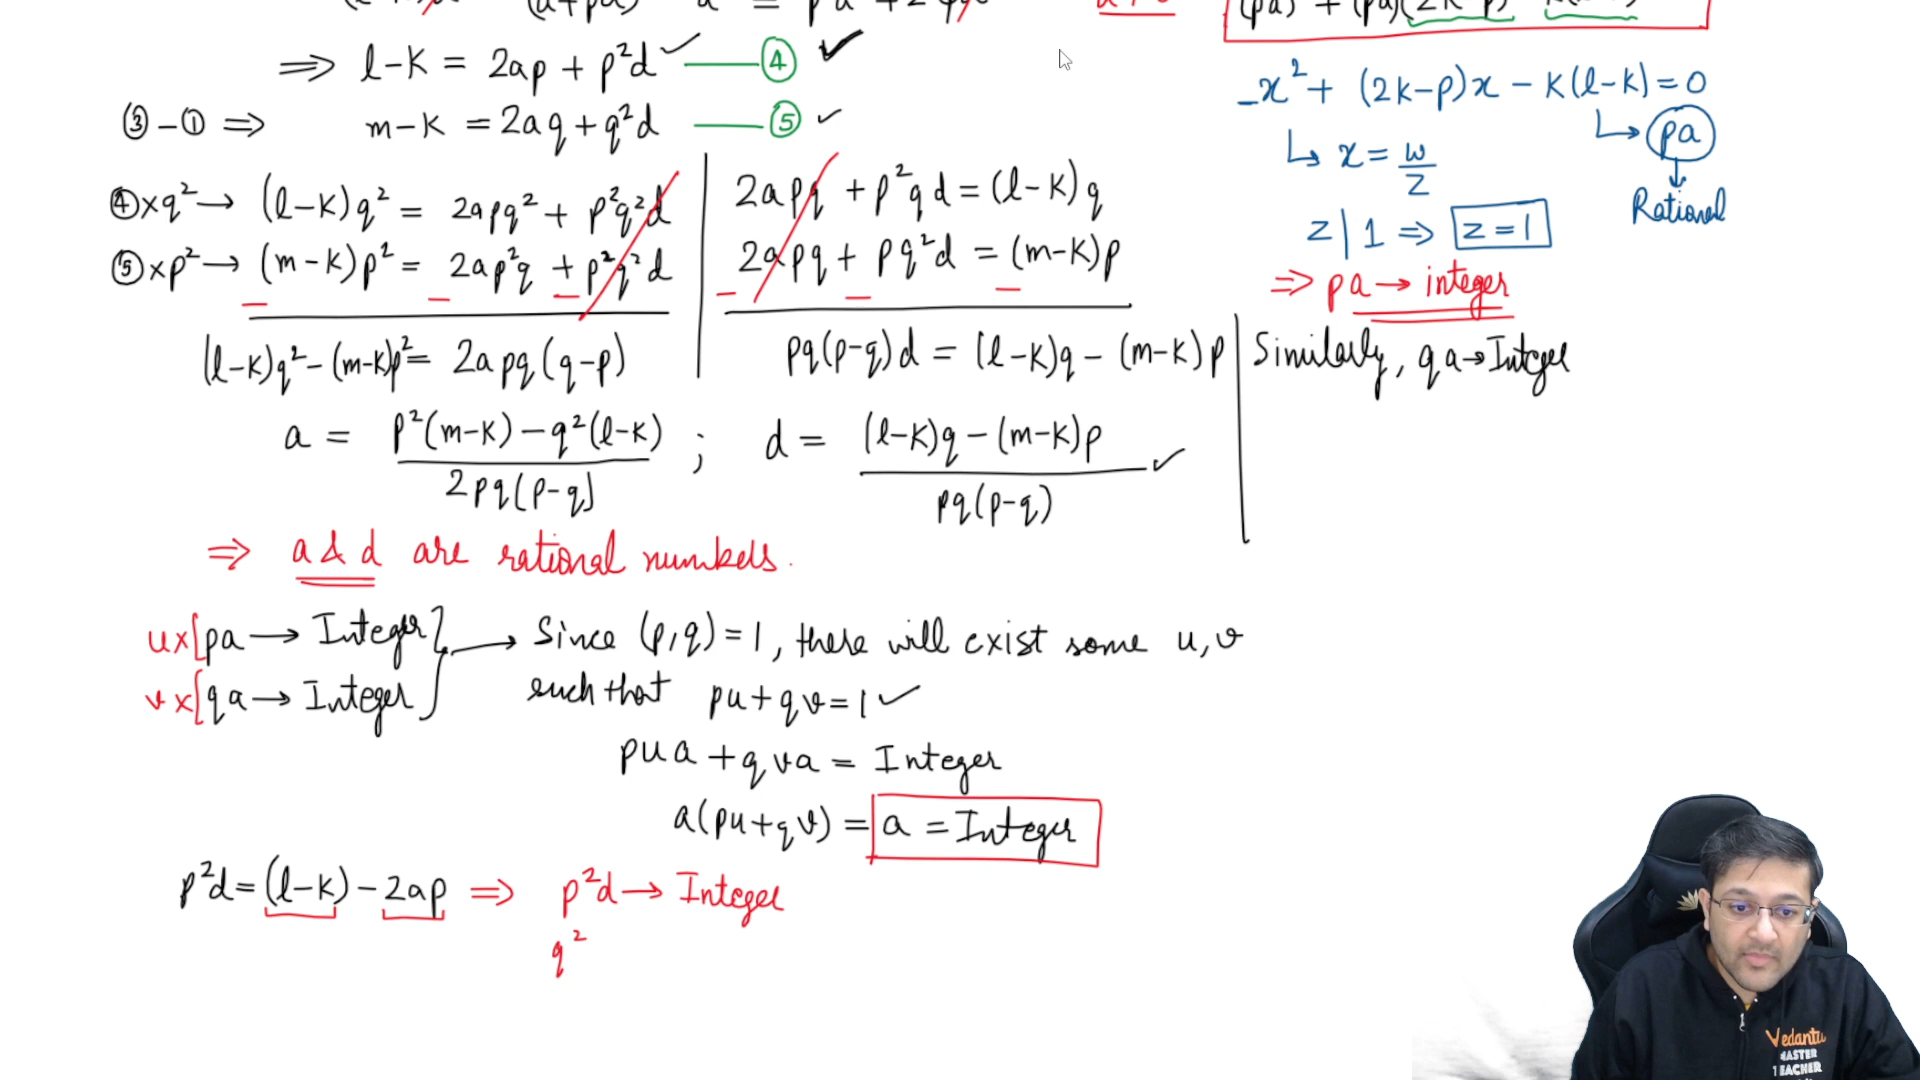 ⇒ l-k = 2ap + p²d ✓ —— ④ ✓
③-① ⇒ m-k = 2aq + q²d —— ⑤ ✓
④×q² → (l-k)q² = 2apq² + p²q²d
⑤×p² → (m-k)p² = 2ap²q + p²q²d
(l-k)q² - (m-k)p² = 2apq(q-p)
2apq + p²qd = (l-k)q
2apq + pq²d = (m-k)p
pq(p-q)d = (l-k)q - (m-k)p
a = p²(m-k) - q²(l-k) / 2pq(p-q) ; d = (l-k)q - (m-k)p / pq(p-q) ✓
⇒ a & d are rational numbers.
x² + (2k-p)x - k(l-k) = 0
↳ pa
↓
Rational
↳ x = w/z
z | 1 ⇒ z = 1
⇒ pa → integer
Similarly, qa → Integer
u×[pa → Integer
v×[qa → Integer
→ Since (p,q)=1, there will exist some u,v
such that pu+qv=1 ✓
pua + qva = Integer
a(pu+qv) = a = Integer
p²d = (l-k) - 2ap ⇒ p²d → Integer
q²
Vedantu
MASTER
TEACHER